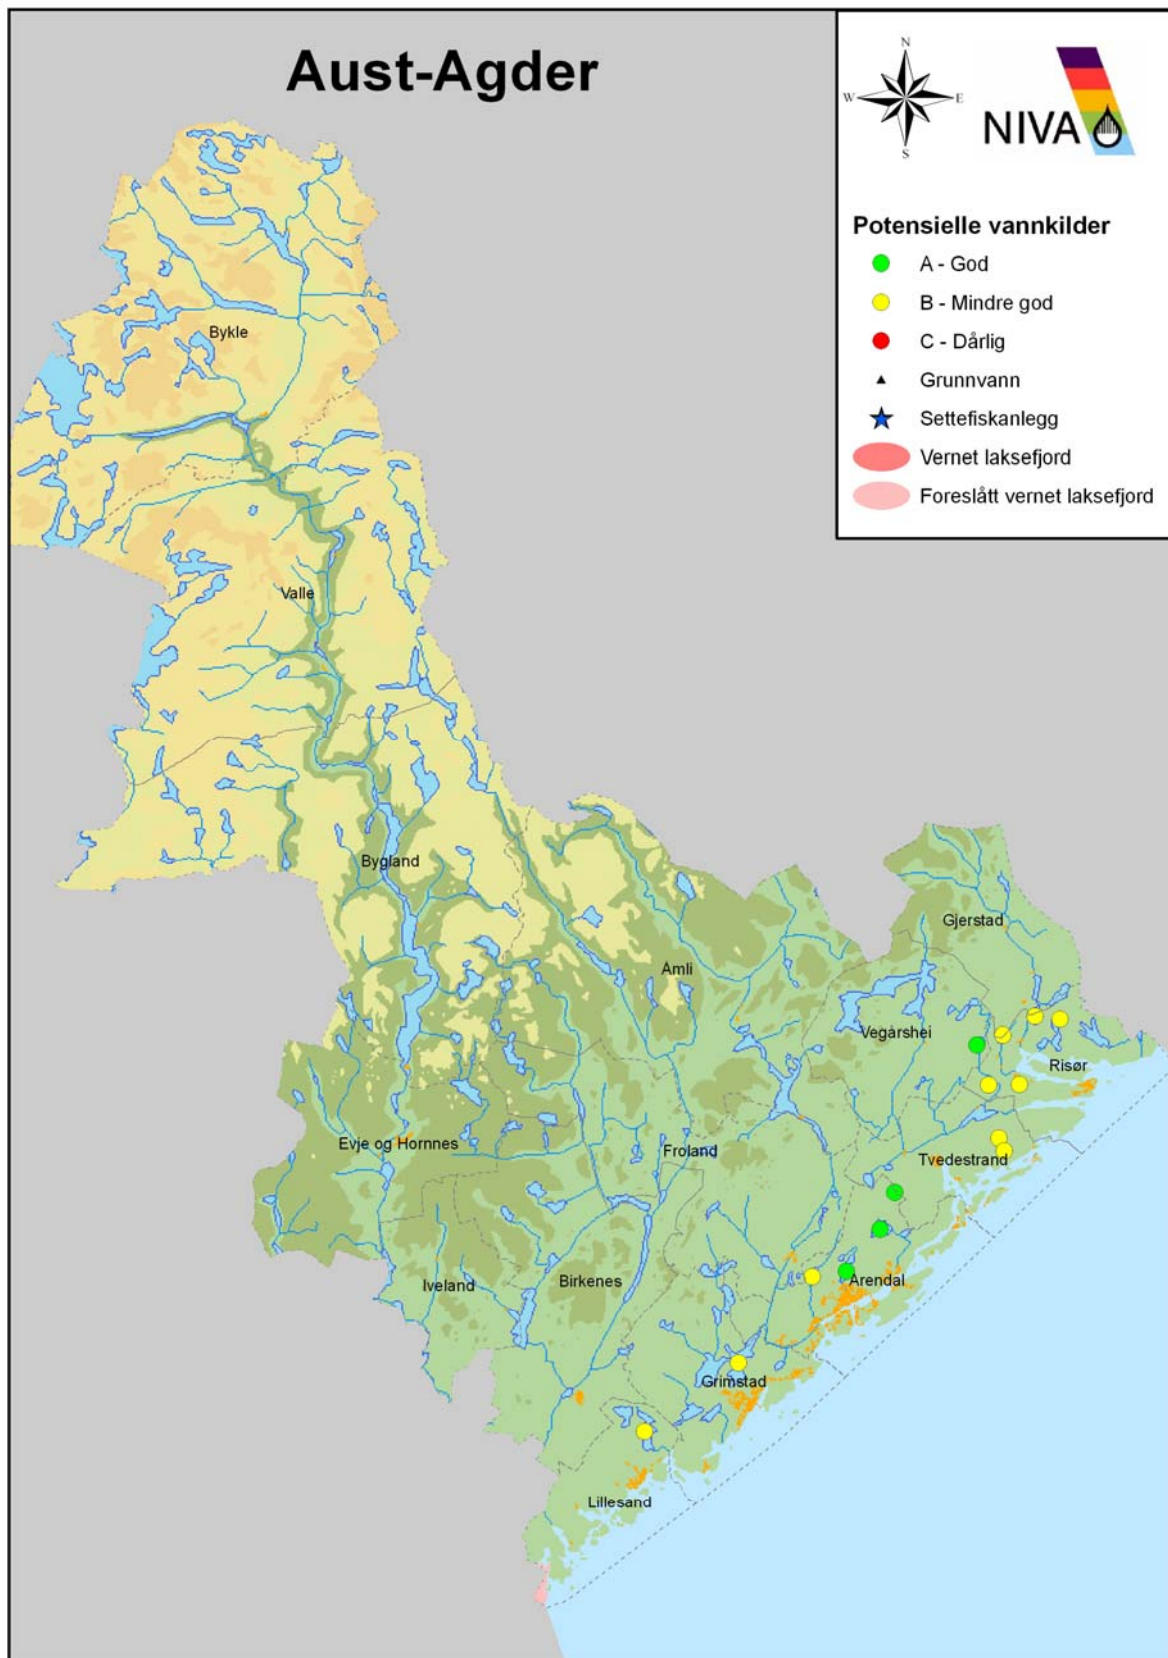 Aust-Agder
N
W
E
S
NIVA
Potensielle vannkilder
A - God
B - Mindre god
C - Dårlig
Grunnvann
Settefiskanlegg
Vernet laksefjord
Foreslått vernet laksefjord
Bykle
Valle
Bygland
Gjerstad
Åmli
Vegårshei
Risør
Evje og Hornnes
Froland
Tvedestrand
Iveland
Birkenes
Arendal
Grimstad
Lillesand